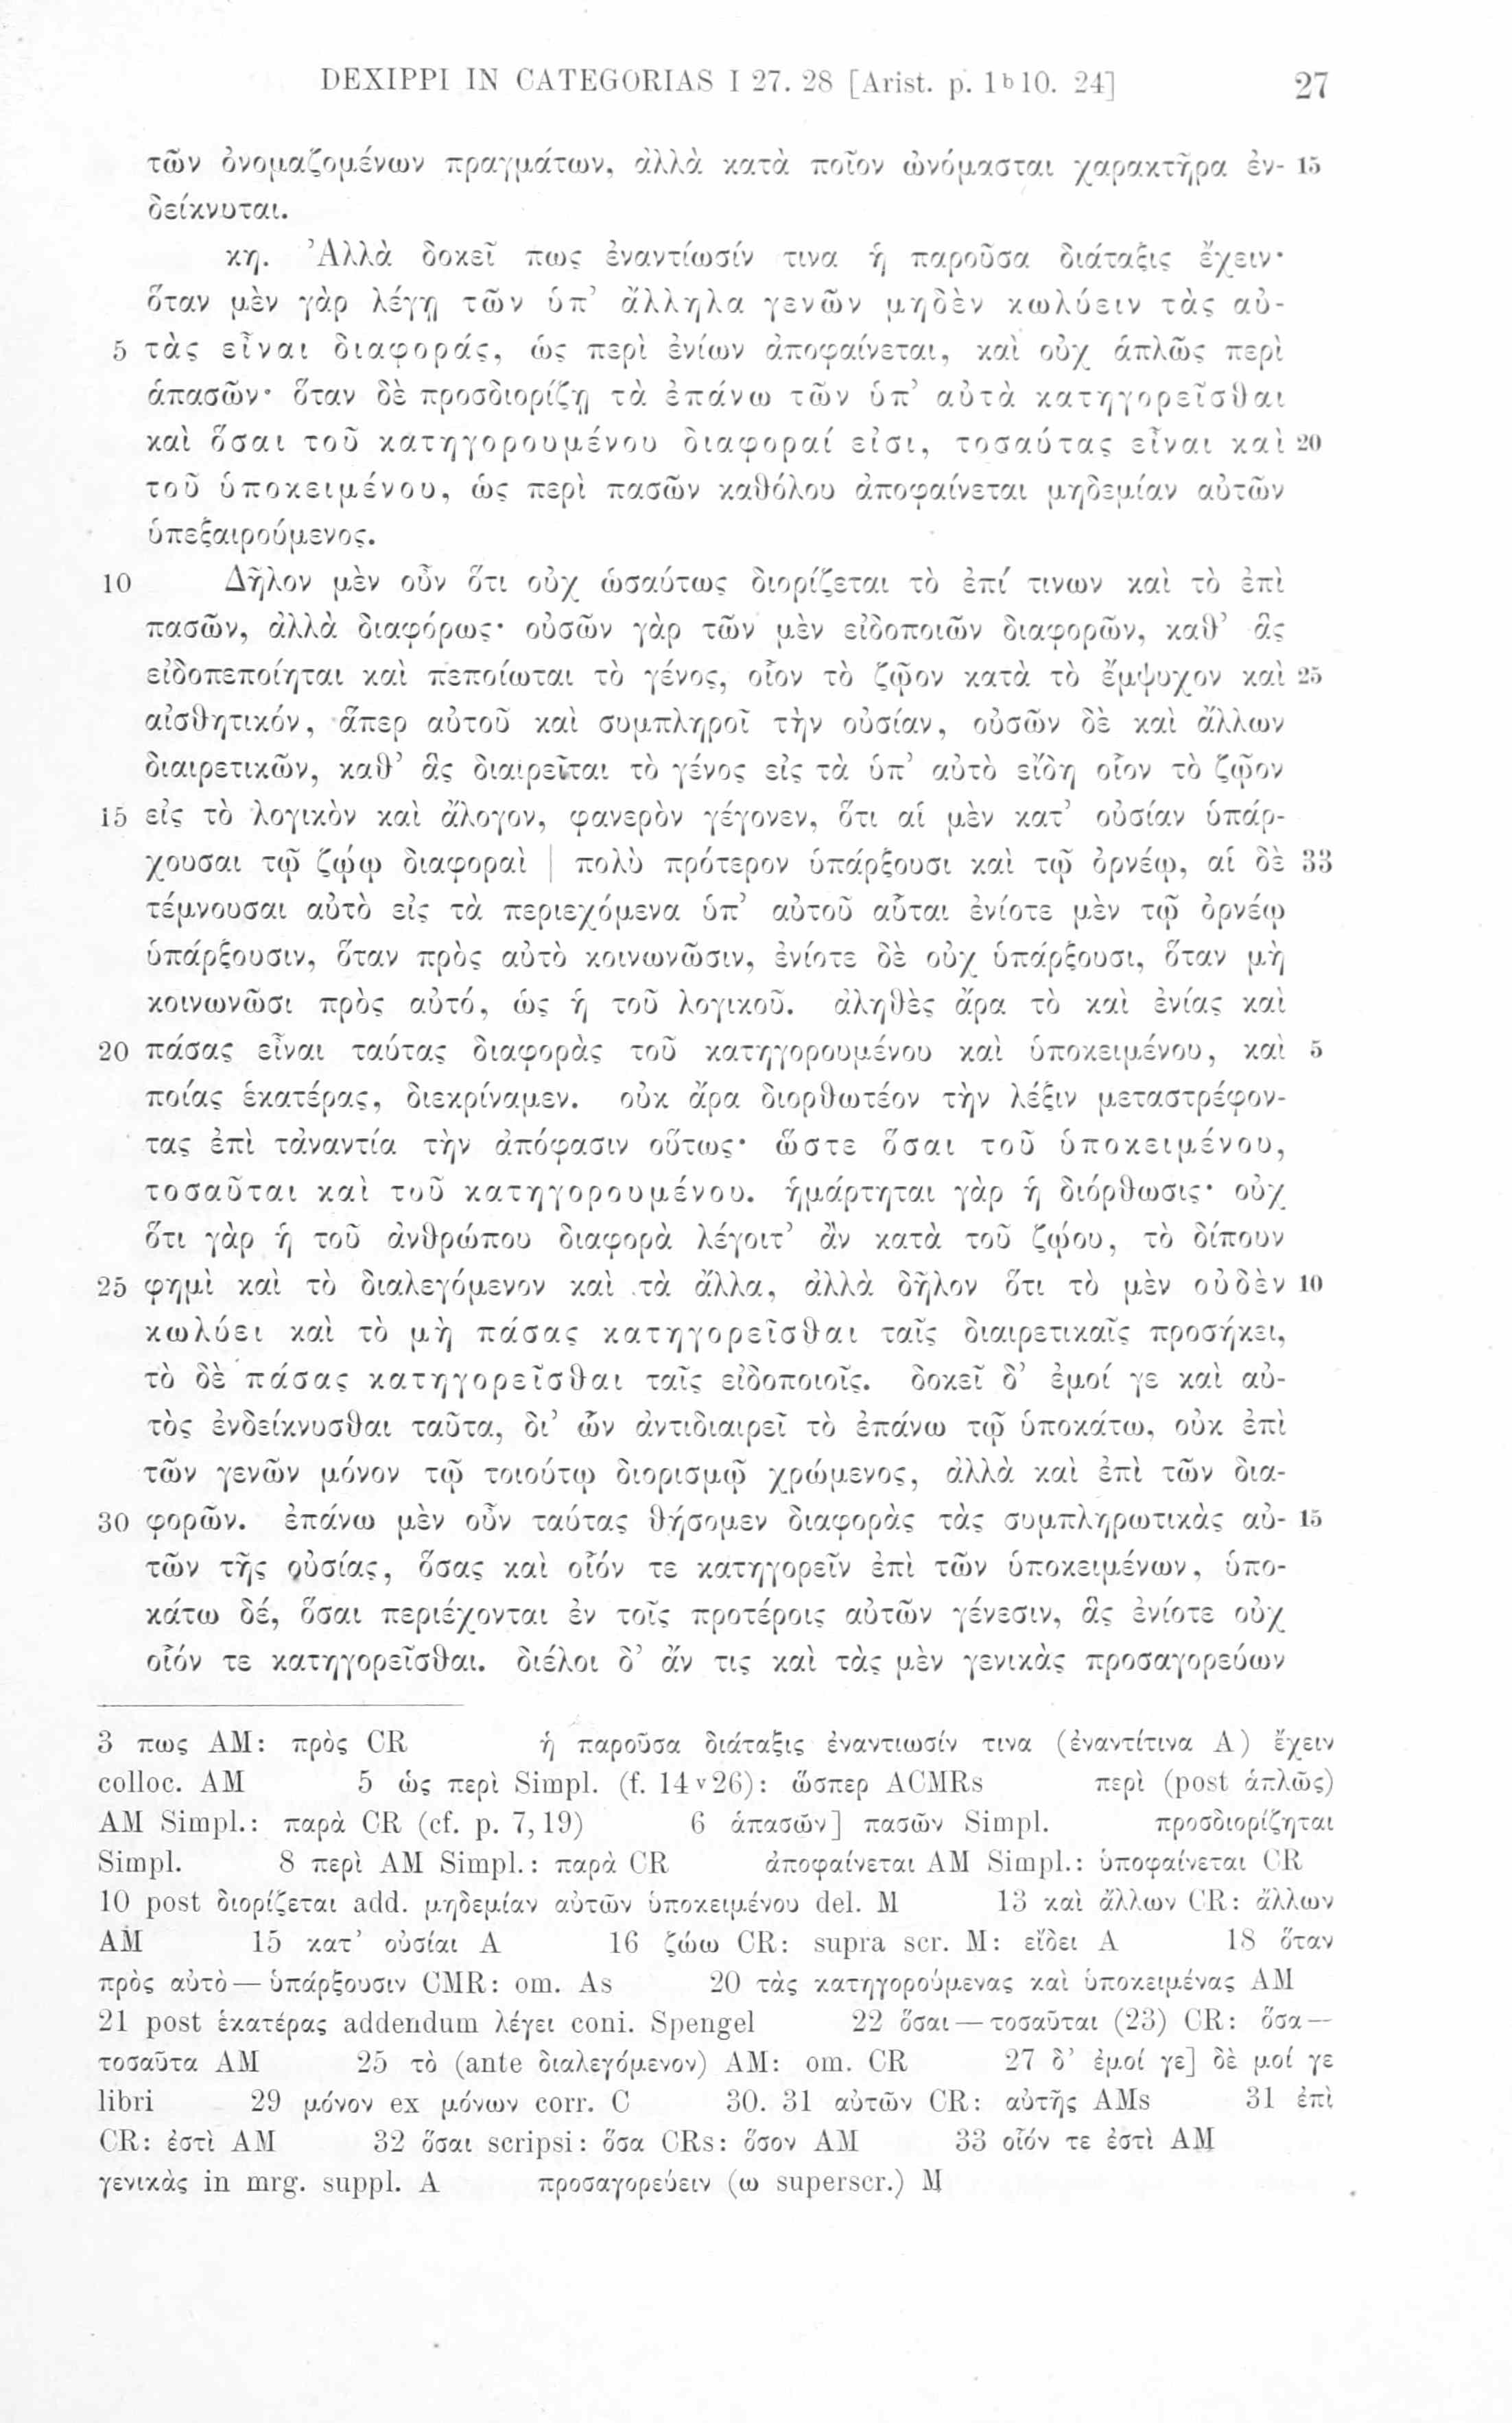 DEXIPPI IN CATEGORIAS I 27. 28 [Arist. p. 1b10. 24] 27
τῶν ὀνομαζομένων πραγμάτων, ἀλλὰ κατὰ ποῖον ὠνόμασται χαρακτῆρα ἐν- 15
δείκνυται.
κη. Ἀλλὰ δοκεῖ πως ἐναντίωσίν τινα ἡ παροῦσα διάταξις ἔχειν·
ὅταν μὲν γὰρ λέγῃ τῶν ὑπ’ ἄλληλα γενῶν μηδὲν κωλύειν τὰς αὐ-
5 τὰς εἶναι διαφοράς, ὡς περὶ ἐνίων ἀποφαίνεται, καὶ οὐχ ἁπλῶς περὶ
ἁπασῶν· ὅταν δὲ προσδιορίζῃ τὰ ἐπάνω τῶν ὑπ’ αὐτὰ κατηγορεῖσθαι
καὶ ὅσαι τοῦ κατηγορουμένου διαφοραί εἰσι, τοσαύτας εἶναι καὶ 20
τοῦ ὑποκειμένου, ὡς περὶ πασῶν καθόλου ἀποφαίνεται μηδεμίαν αὐτῶν
ὑπεξαιρούμενος.
10 Δῆλον μὲν οὖν ὅτι οὐχ ὡσαύτως διορίζεται τὸ ἐπί τινων καὶ τὸ ἐπὶ
πασῶν, ἀλλὰ διαφόρως· οὐσῶν γὰρ τῶν μὲν εἰδοποιῶν διαφορῶν, καθ’ ἃς
εἰδοπεποίηται καὶ πεποίωται τὸ γένος, οἷον τὸ ζῷον κατὰ τὸ ἔμψυχον καὶ 25
αἰσθητικόν, ἅπερ αὐτοῦ καὶ συμπληροῖ τὴν οὐσίαν, οὐσῶν δὲ καὶ ἄλλων
διαιρετικῶν, καθ’ ἃς διαιρεῖται τὸ γένος εἰς τὰ ὑπ’ αὐτὸ εἴδη οἷον τὸ ζῷον
15 εἰς τὸ λογικὸν καὶ ἄλογον, φανερὸν γέγονεν, ὅτι αἱ μὲν κατ’ οὐσίαν ὑπάρ-
χουσαι τῷ ζῴῳ διαφοραὶ | πολὺ πρότερον ὑπάρξουσι καὶ τῷ ὀρνέῳ, αἱ δὲ 33
τέμνουσαι αὐτὸ εἰς τὰ περιεχόμενα ὑπ’ αὐτοῦ αὗται ἐνίοτε μὲν τῷ ὀρνέῳ
ὑπάρξουσιν, ὅταν πρὸς αὐτὸ κοινωνῶσιν, ἐνίοτε δὲ οὐχ ὑπάρξουσι, ὅταν μὴ
κοινωνῶσι πρὸς αὐτό, ὡς ἡ τοῦ λογικοῦ. ἀληθὲς ἄρα τὸ καὶ ἐνίας καὶ
20 πάσας εἶναι ταύτας διαφορὰς τοῦ κατηγορουμένου καὶ ὑποκειμένου, καὶ 5
ποίας ἑκατέρας, διεκρίναμεν. οὐκ ἄρα διορθωτέον τὴν λέξιν μεταστρέφον-
τας ἐπὶ τἀναντία τὴν ἀπόφασιν οὕτως· ὥστε ὅσαι τοῦ ὑποκειμένου,
τοσαῦται καὶ τοῦ κατηγορουμένου. ἡμάρτηται γὰρ ἡ διόρθωσις· οὐχ
ὅτι γὰρ ἡ τοῦ ἀνθρώπου διαφορὰ λέγοιτ’ ἂν κατὰ τοῦ ζῴου, τὸ δίπουν
25 φημὶ καὶ τὸ διαλεγόμενον καὶ τὰ ἄλλα, ἀλλὰ δῆλον ὅτι τὸ μὲν οὐδὲν 10
κωλύει καὶ τὸ μὴ πάσας κατηγορεῖσθαι ταῖς διαιρετικαῖς προσήκει,
τὸ δὲ πάσας κατηγορεῖσθαι ταῖς εἰδοποιοῖς. δοκεῖ δ’ ἐμοί γε καὶ αὐ-
τὸς ἐνδείκνυσθαι ταῦτα, δι’ ὧν ἀντιδιαιρεῖ τὸ ἐπάνω τῷ ὑποκάτω, οὐκ ἐπὶ
τῶν γενῶν μόνον τῷ τοιούτῳ διορισμῷ χρώμενος, ἀλλὰ καὶ ἐπὶ τῶν δια-
30 φορῶν. ἐπάνω μὲν οὖν ταύτας θήσομεν διαφορὰς τὰς συμπληρωτικὰς αὐ- 15
τῶν τῆς οὐσίας, ὅσας καὶ οἷόν τε κατηγορεῖν ἐπὶ τῶν ὑποκειμένων, ὑπο-
κάτω δέ, ὅσαι περιέχονται ἐν τοῖς προτέροις αὐτῶν γένεσιν, ἃς ἐνίοτε οὐχ
οἷόν τε κατηγορεῖσθαι. διέλοι δ’ ἄν τις καὶ τὰς μὲν γενικὰς προσαγορεύων
3 πως AM: πρὸς CR ἡ παροῦσα διάταξις ἐναντιωσίν τινα (ἐναντίτινα A) ἔχειν
colloc. AM 5 ὡς περὶ Simpl. (f. 14v26): ὥσπερ ACMRs περὶ (post ἁπλῶς)
AM Simpl.: παρὰ CR (cf. p. 7,19) 6 ἁπασῶν] πασῶν Simpl. προσδιορίζηται
Simpl. 8 περὶ AM Simpl.: παρὰ CR ἀποφαίνεται AM Simpl.: ὑποφαίνεται CR
10 post διορίζεται add. μηδεμίαν αὐτῶν ὑποκειμένου del. M 13 καὶ ἄλλων CR: ἄλλων
AM 15 κατ’ οὐσίαι A 16 ζώω CR: supra scr. M: εἴδει A 18 ὅταν
πρὸς αὐτὸ — ὑπάρξουσιν CMR: om. As 20 τὰς κατηγορούμενας καὶ ὑποκειμένας AM
21 post ἑκατέρας addendum λέγει coni. Spengel 22 ὅσαι — τοσαῦται (23) CR: ὅσα —
τοσαῦτα AM 25 τὸ (ante διαλεγόμενον) AM: om. CR 27 δ’ ἐμοί γε] δὲ μοί γε
libri 29 μόνον ex μόνων corr. C 30. 31 αὐτῶν CR: αὐτῆς AMs 31 ἐπὶ
CR: ἐστὶ AM 32 ὅσαι scripsi: ὅσα CRs: ὅσον AM 33 οἷόν τε ἐστὶ AM
γενικὰς in mrg. suppl. A προσαγορεύειν (ω superscr.) M